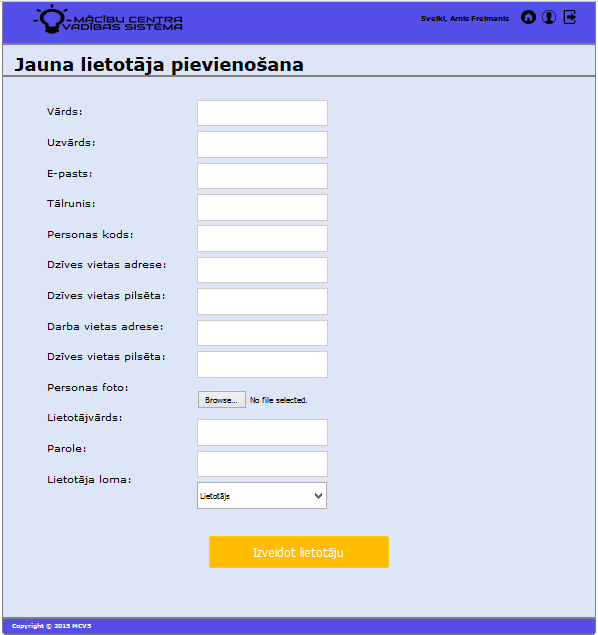 MĀCĪBU CENTRA
VADĪBAS SISTĒMA
Sveiki, Arnis Freimanis
Jauna lietotāja pievienošana
Vārds:
Uzvārds:
E-pasts:
Tālrunis:
Personas kods:
Dzīves vietas adrese:
Dzīves vietas pilsēta:
Darba vietas adrese:
Dzīves vietas pilsēta:
Personas foto:
Browse... No file selected.
Lietotājvārds:
Parole:
Lietotāja loma:
Lietotājs
Izveidot lietotāju
Copyright © 2015 MCVS